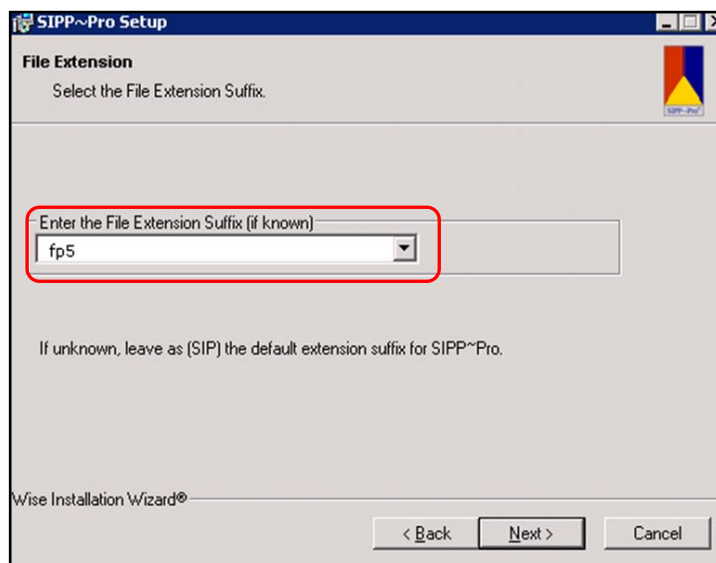 SIPP~Pro Setup
File Extension
Select the File Extension Suffix.
SIPP~Pro
Enter the File Extension Suffix (if known)
fp5
If unknown, leave as (SIP) the default extension suffix for SIPP~Pro.
Wise Installation Wizard®
< Back
Next >
Cancel